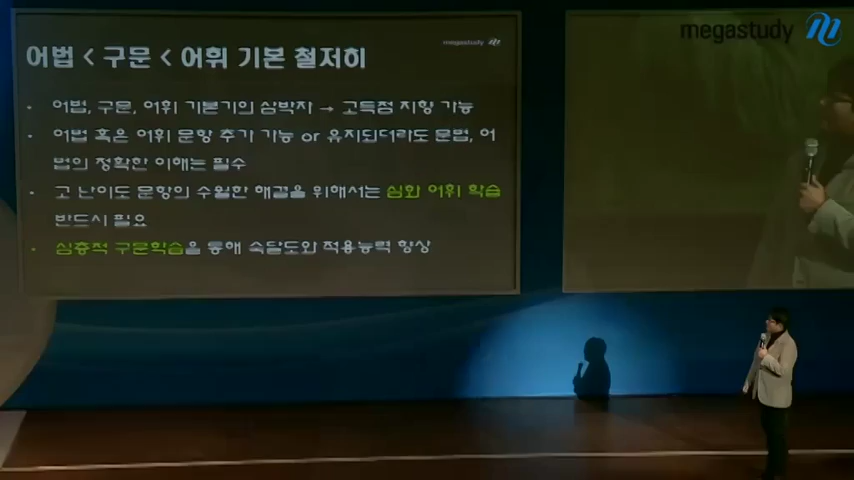 megastudy
megastudy
어법 < 구문 < 어휘 기본 철저히
• 어법, 구문, 어휘 기본기의 삼박자 → 고득점 지향 가능
• 어법 혹은 어휘 문항 추가 가능 or 유지되더라도 문법, 어
법의 정확한 이해는 필수
• 고 난이도 문항의 수월한 해결을 위해서는 심화 어휘 학습
반드시 필요
• 심층적 구문학습을 통해 숙달도와 적용능력 향상